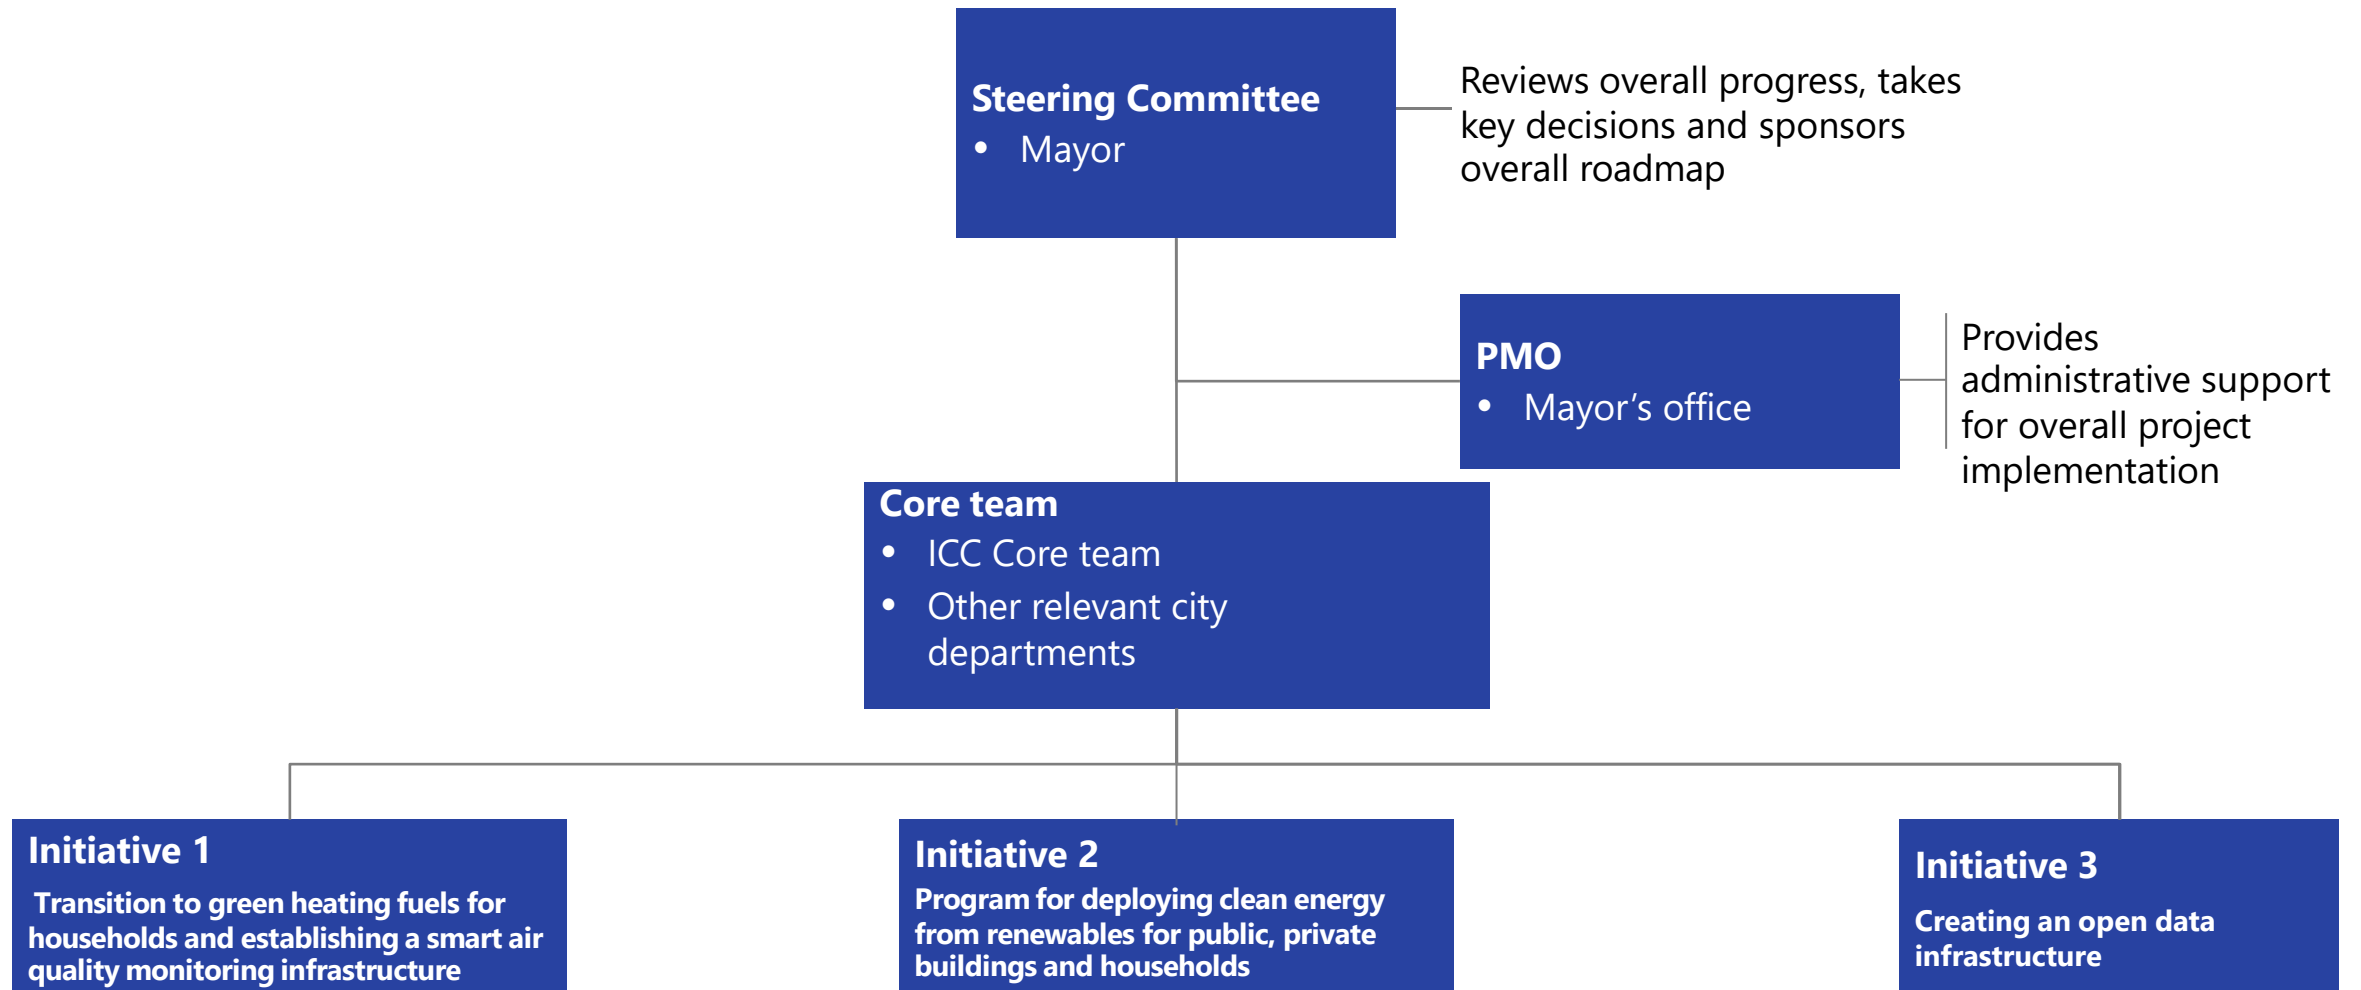 Steering Committee
• Mayor
Reviews overall progress, takes
key decisions and sponsors
overall roadmap
PMO
• Mayor’s office
Provides
administrative support
for overall project
implementation
Core team
• ICC Core team
• Other relevant city
departments
Initiative 1
Transition to green heating fuels for
households and establishing a smart air
quality monitoring infrastructure
Initiative 2
Program for deploying clean energy
from renewables for public, private
buildings and households
Initiative 3
Creating an open data
infrastructure